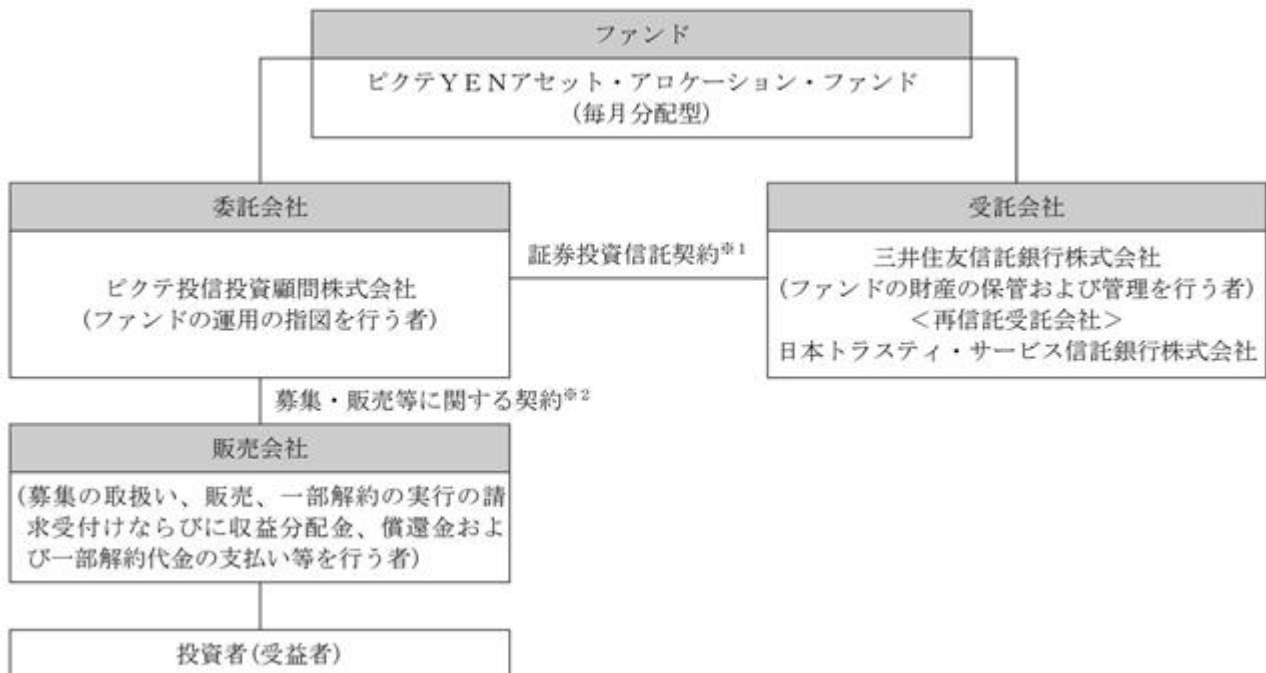 ファンド
ピクテYENアセット・アロケーション・ファンド
(毎月分配型)
委託会社
ピクテ投信投資顧問株式会社
(ファンドの運用の指図を行う者)
証券投資信託契約※1
受託会社
三井住友信託銀行株式会社
(ファンドの財産の保管および管理を行う者)
<再信託受託会社>
日本トラスティ・サービス信託銀行株式会社
募集・販売等に関する契約※2
販売会社
(募集の取扱い、販売、一部解約の実行の請
求受付けならびに収益分配金、償還金およ
び一部解約代金の支払い等を行う者)
投資者(受益者)